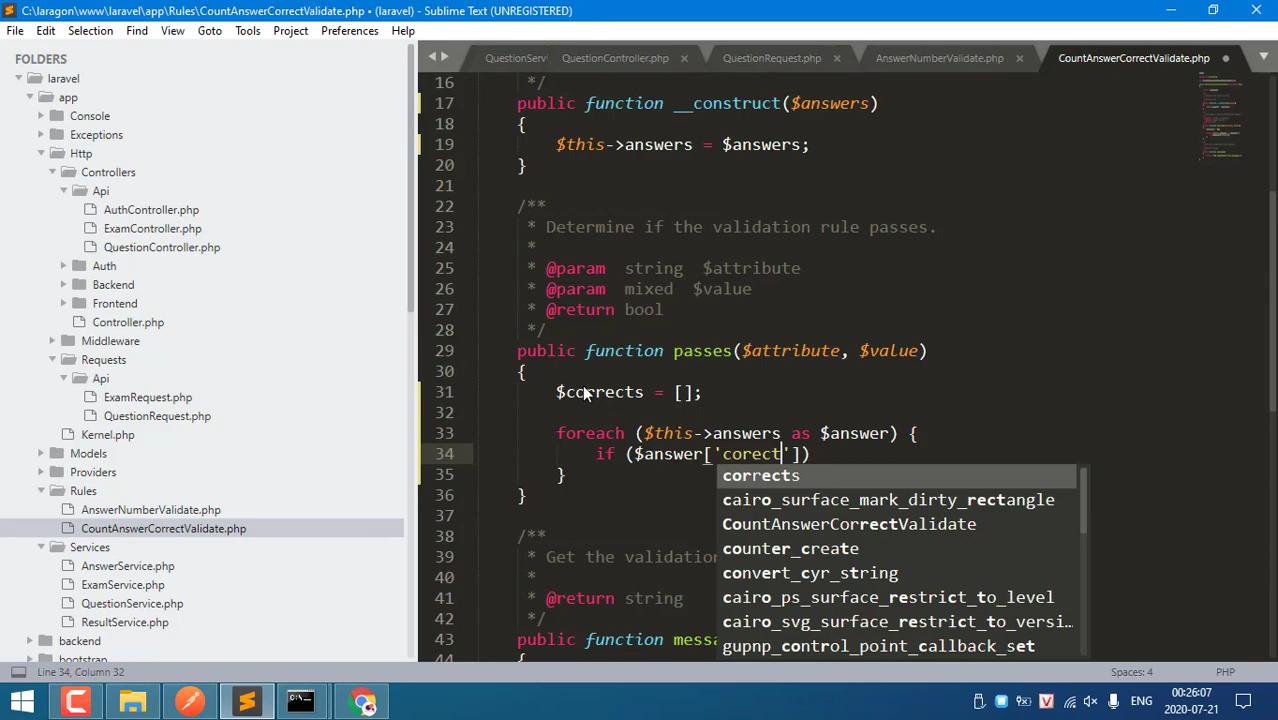 C:\laragon\www\laravel\app\Rules\CountAnswerCorrectValidate.php • (laravel) - Sublime Text (UNREGISTERED)
File Edit Selection Find View Goto Tools Project Preferences Help
FOLDERS
laravel
app
Console
Exceptions
Http
Controllers
Api
AuthController.php
ExamController.php
QuestionController.php
Auth
Backend
Frontend
Controller.php
Middleware
Requests
Api
ExamRequest.php
QuestionRequest.php
Kernel.php
Models
Providers
Rules
AnswerNumberValidate.php
CountAnswerCorrectValidate.php
Services
AnswerService.php
ExamService.php
QuestionService.php
ResultService.php
backend
bootstrap
QuestionServ QuestionController.php QuestionRequest.php AnswerNumberValidate.php CountAnswerCorrectValidate.php
16 */
17 public function __construct($answers)
18 {
19 $this->answers = $answers;
20 }
21
22 /**
23 * Determine if the validation rule passes.
24 *
25 * @param string $attribute
26 * @param mixed $value
27 * @return bool
28 */
29 public function passes($attribute, $value)
30 {
31 $corrects = [];
32
33 foreach ($this->answers as $answer) {
34 if ($answer['corect'])
35 }
36 }
37
38 /**
39 * Get the validation
40 *
41 * @return string
42 */
43 public function mess
44 {
corrects
cairo_surface_mark_dirty_rectangle
CountAnswerCorrectValidate
counter_create
convert_cyr_string
cairo_ps_surface_restrict_to_level
cairo_svg_surface_restrict_to_versi…
gupnp_control_point_callback_set
Line 34, Column 32 Spaces: 4 PHP
ENG 00:26:07
2020-07-21